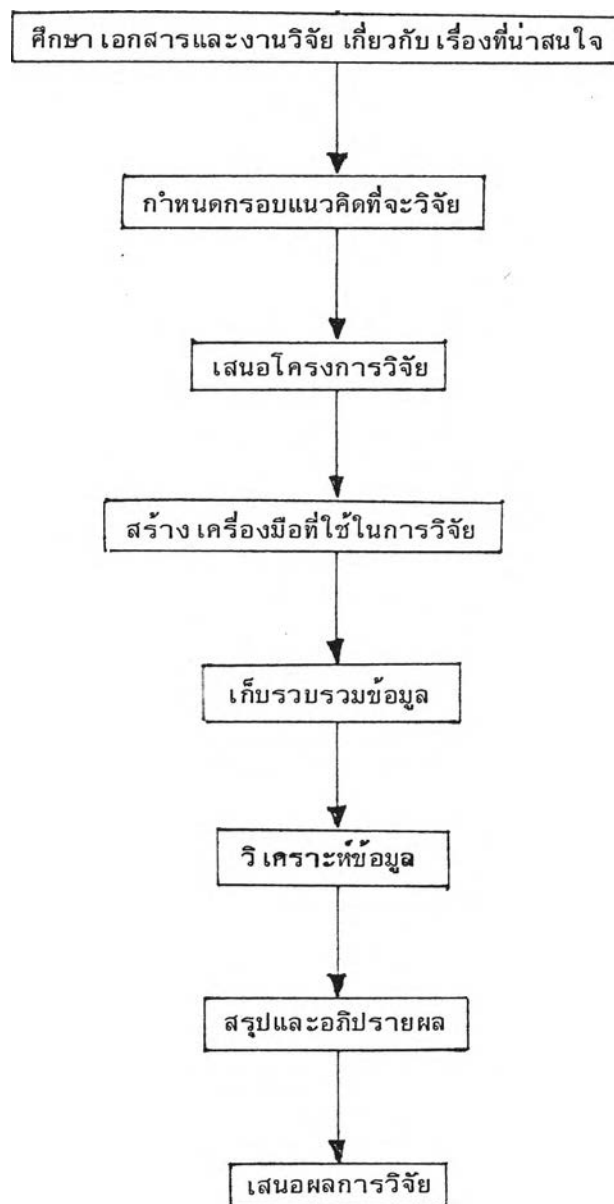 ศึกษาเอกสารและงานวิจัยเกี่ยวกับเรื่องที่น่าสนใจ
กำหนดกรอบแนวคิดที่จะวิจัย
เสนอโครงการวิจัย
สร้างเครื่องมือที่ใช้ในการวิจัย
เก็บรวบรวมข้อมูล
วิเคราะห์ข้อมูล
สรุปและอภิปรายผล
เสนอผลการวิจัย